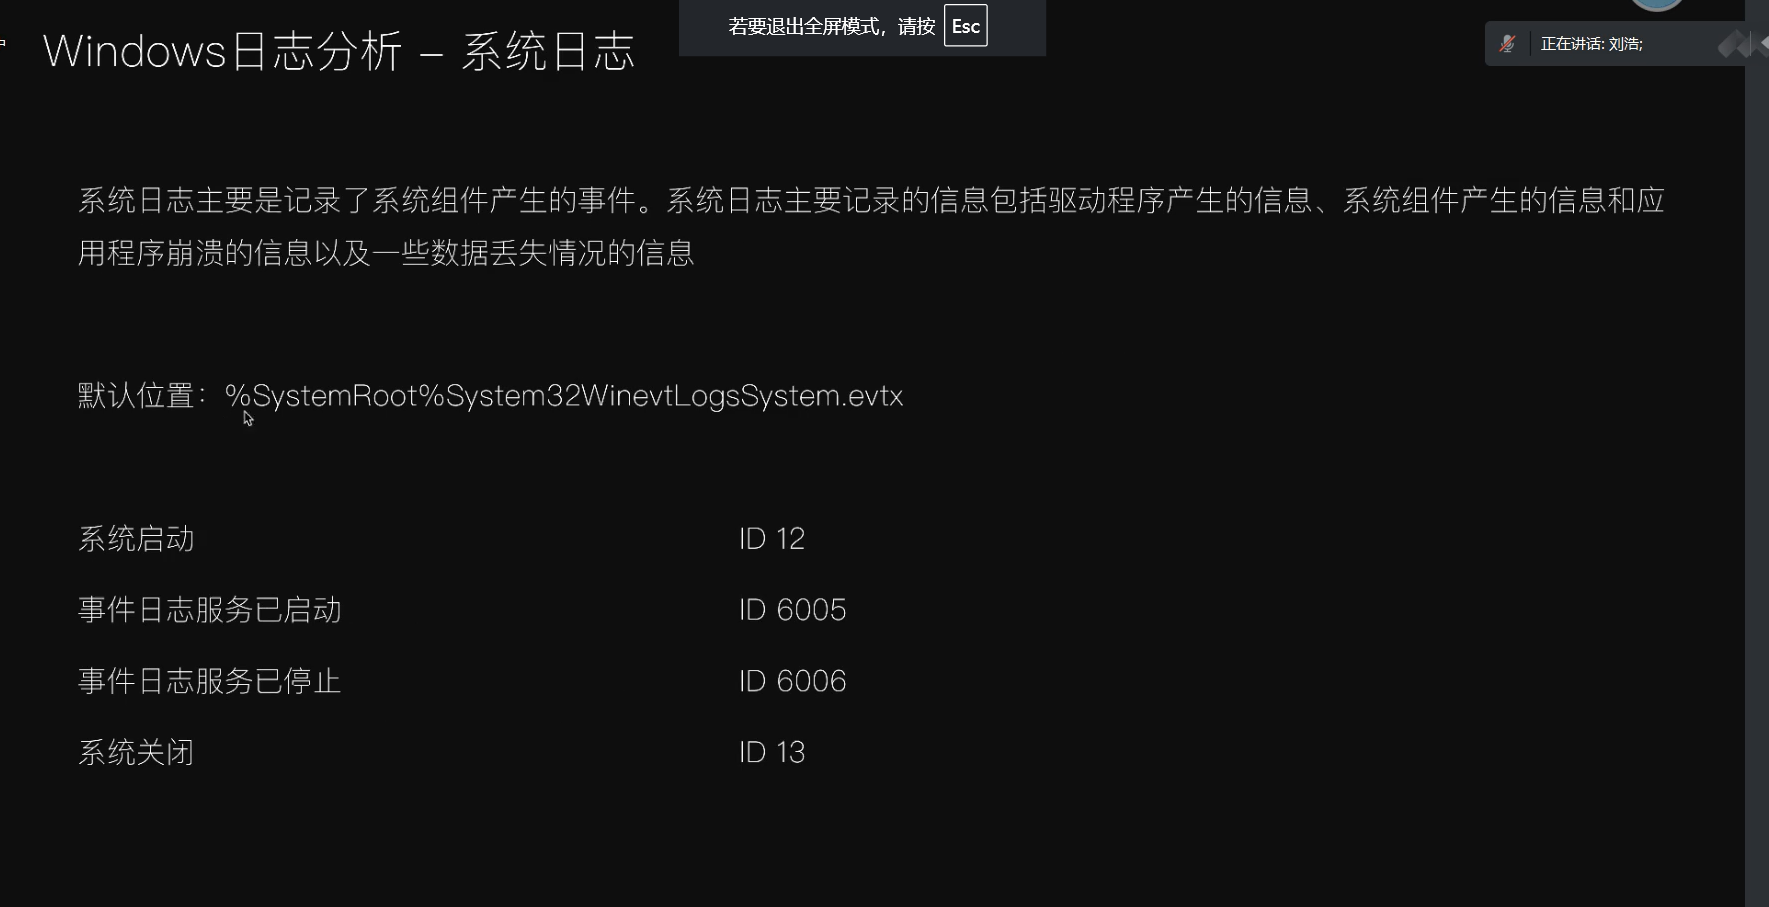 若要退出全屏模式，请按 Esc
正在讲话: 刘浩;
Windows日志分析 – 系统日志
系统日志主要是记录了系统组件产生的事件。系统日志主要记录的信息包括驱动程序产生的信息、系统组件产生的信息和应
用程序崩溃的信息以及一些数据丢失情况的信息
默认位置：%SystemRoot%System32WinevtLogsSystem.evtx
系统启动 ID 12
事件日志服务已启动 ID 6005
事件日志服务已停止 ID 6006
系统关闭 ID 13